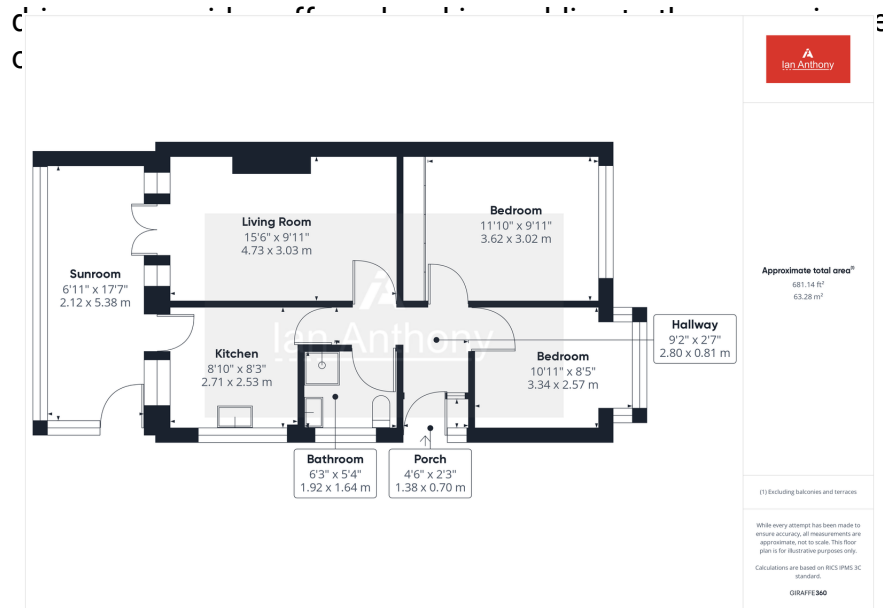 Ian Anthony
Living Room
15'6" x 9'11"
4.73 x 3.03 m
Bedroom
11'10" x 9'11"
3.62 x 3.02 m
Sunroom
6'11" x 17'7"
2.12 x 5.38 m
Approximate total area(1)
681.14 ft²
63.28 m²
Hallway
9'2" x 2'7"
2.80 x 0.81 m
Ian Anthony
Kitchen
8'10" x 8'3"
2.71 x 2.53 m
Bedroom
10'11" x 8'5"
3.34 x 2.57 m
Bathroom
6'3" x 5'4"
1.92 x 1.64 m
Porch
4'6" x 2'3"
1.38 x 0.70 m
(1) Excluding balconies and terraces
While every attempt has been made to
ensure accuracy, all measurements are
approximate, not to scale. This floor
plan is for illustrative purposes only.
Calculations are based on RICS IPMS 3C
standard.
GIRAFFE360